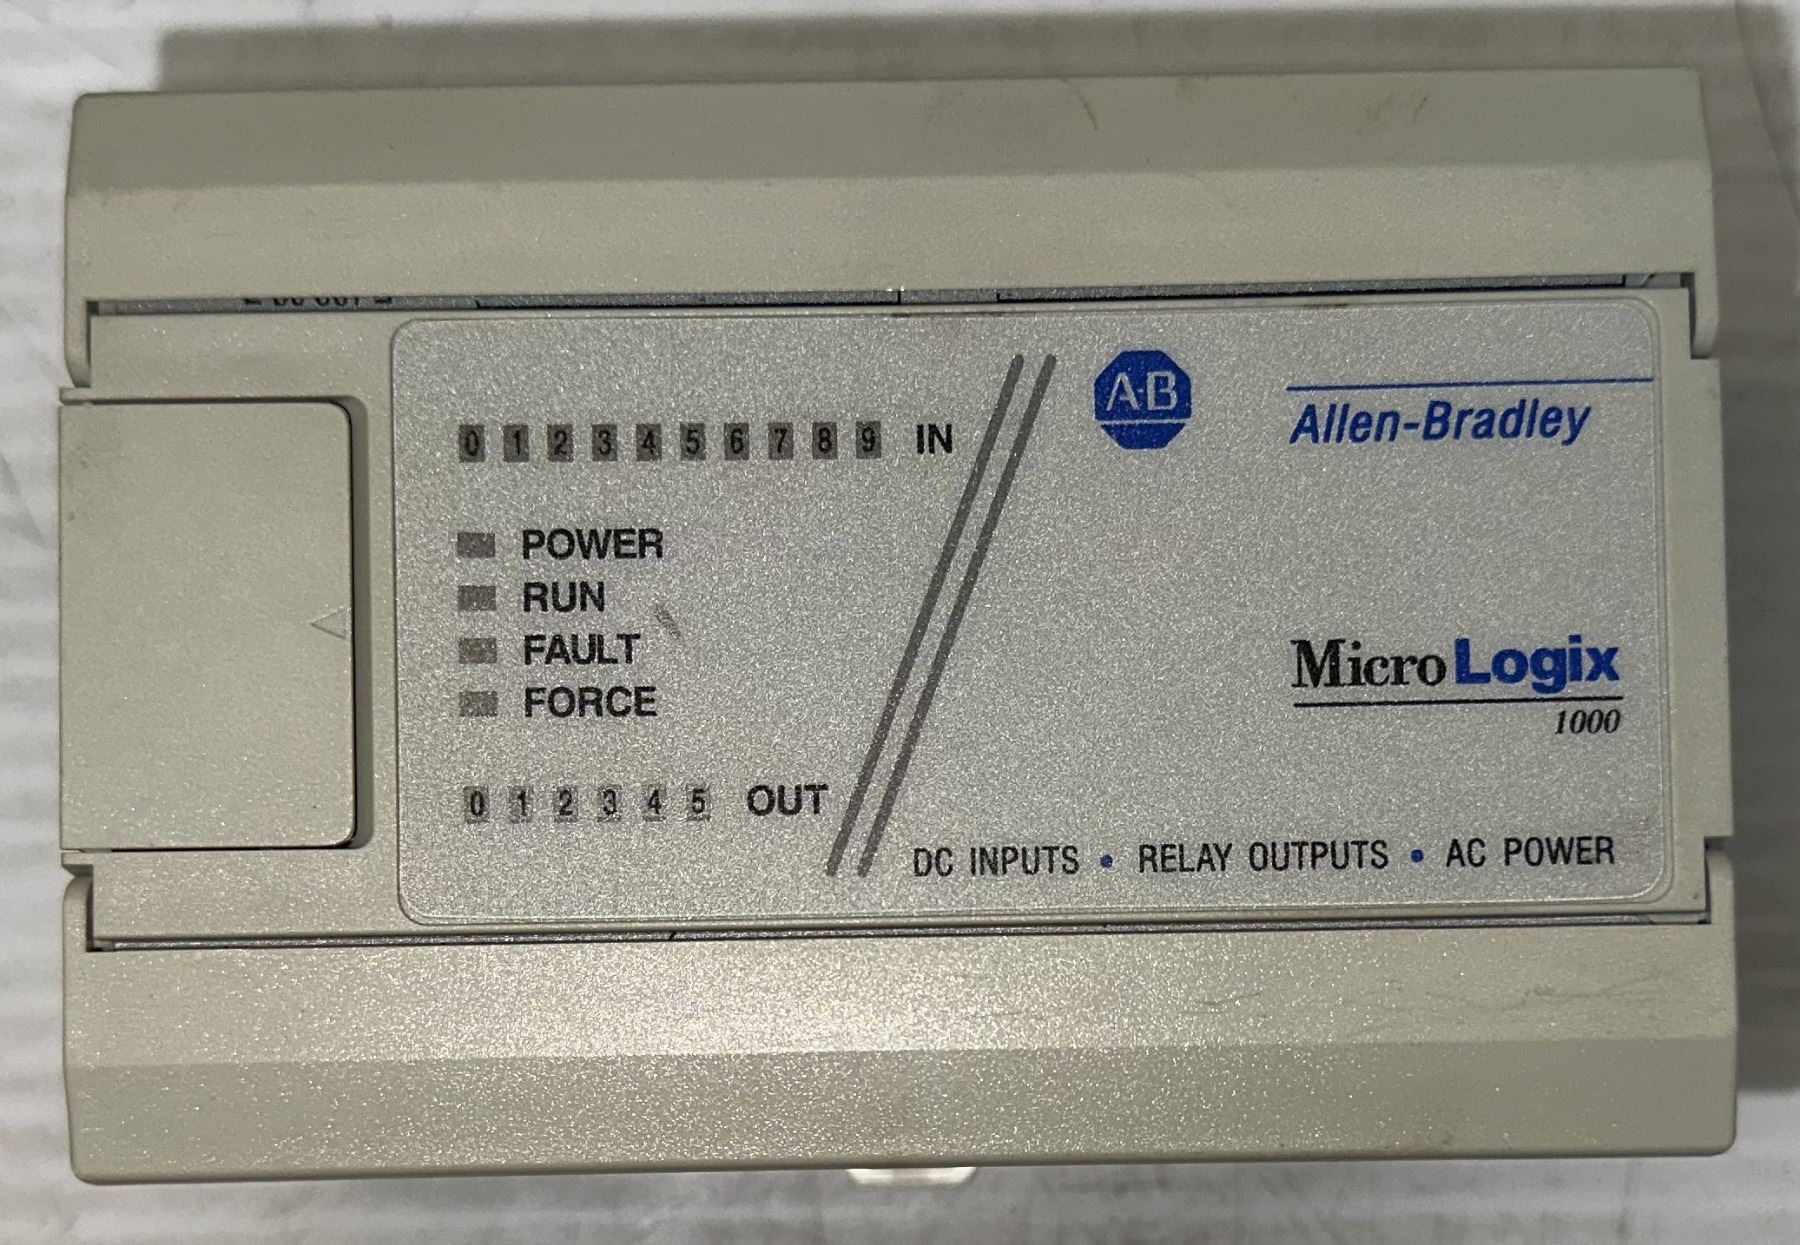 0 1 2 3 4 5 6 7 8 9 IN
A·B
Allen-Bradley
POWER
RUN
FAULT
FORCE
MicroLogix
1000
0 1 2 3 4 5 OUT
DC INPUTS • RELAY OUTPUTS • AC POWER